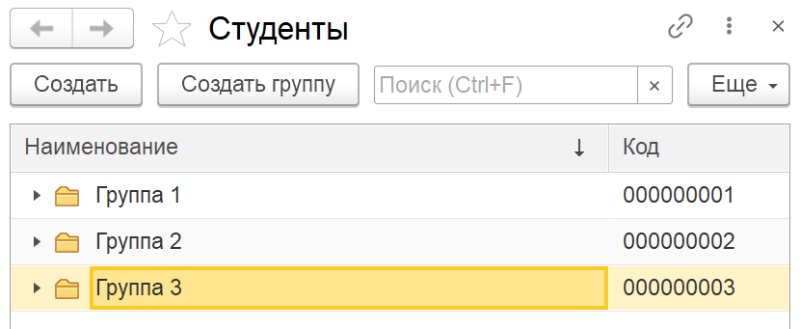 Студенты
Создать Создать группу Поиск (Ctrl+F) × Еще
Наименование ↓ Код
Группа 1 000000001
Группа 2 000000002
Группа 3 000000003